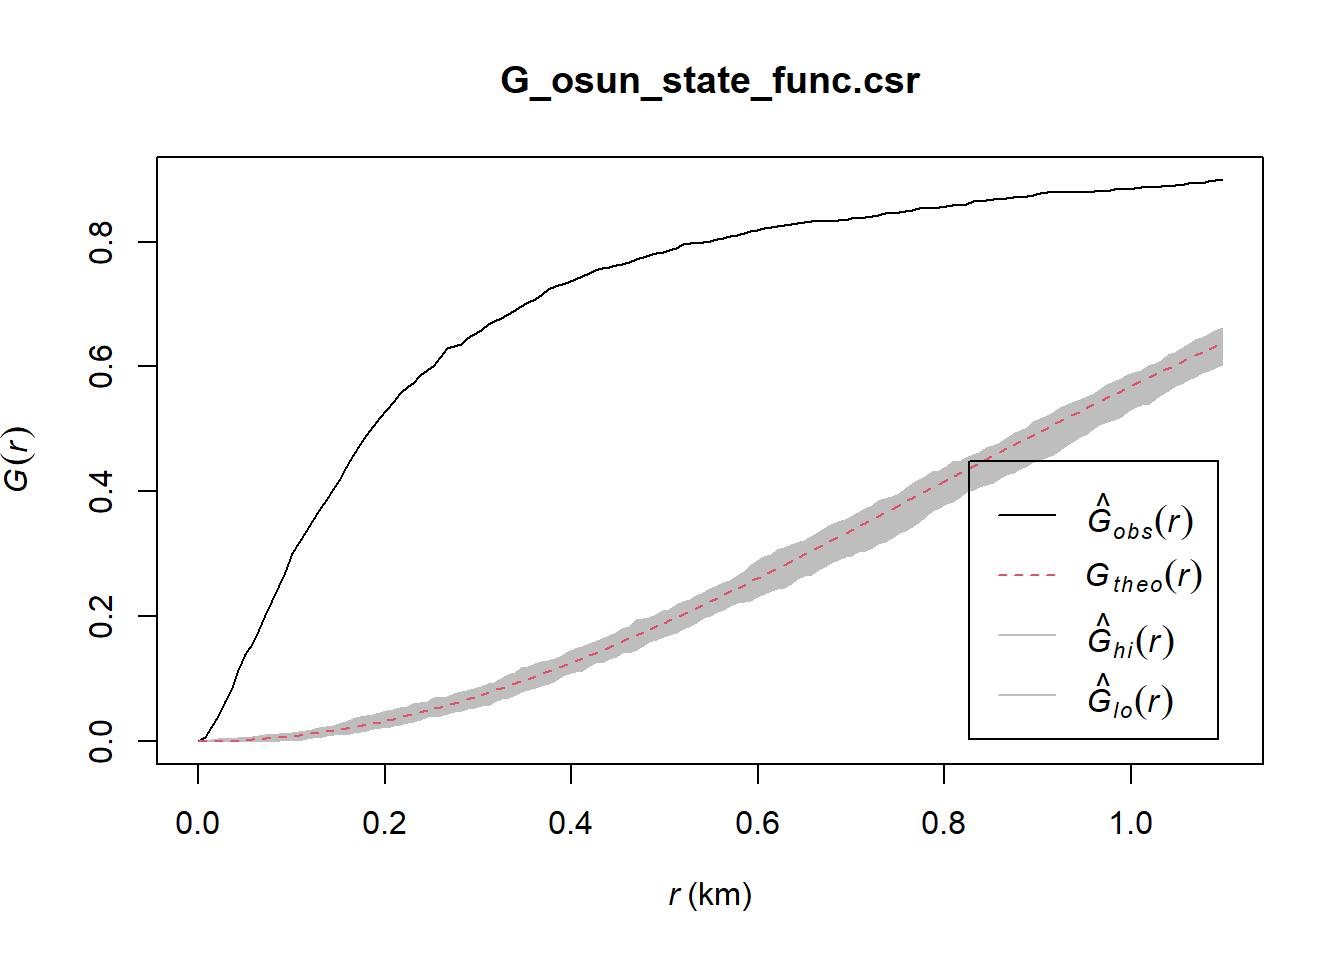 G_osun_state_func.csr
G(r)
0.8
0.6
0.4
0.2
0.0
Ĝobs(r)
Gtheo(r)
Ĝhi(r)
Ĝlo(r)
0.0 0.2 0.4 0.6 0.8 1.0
r (km)